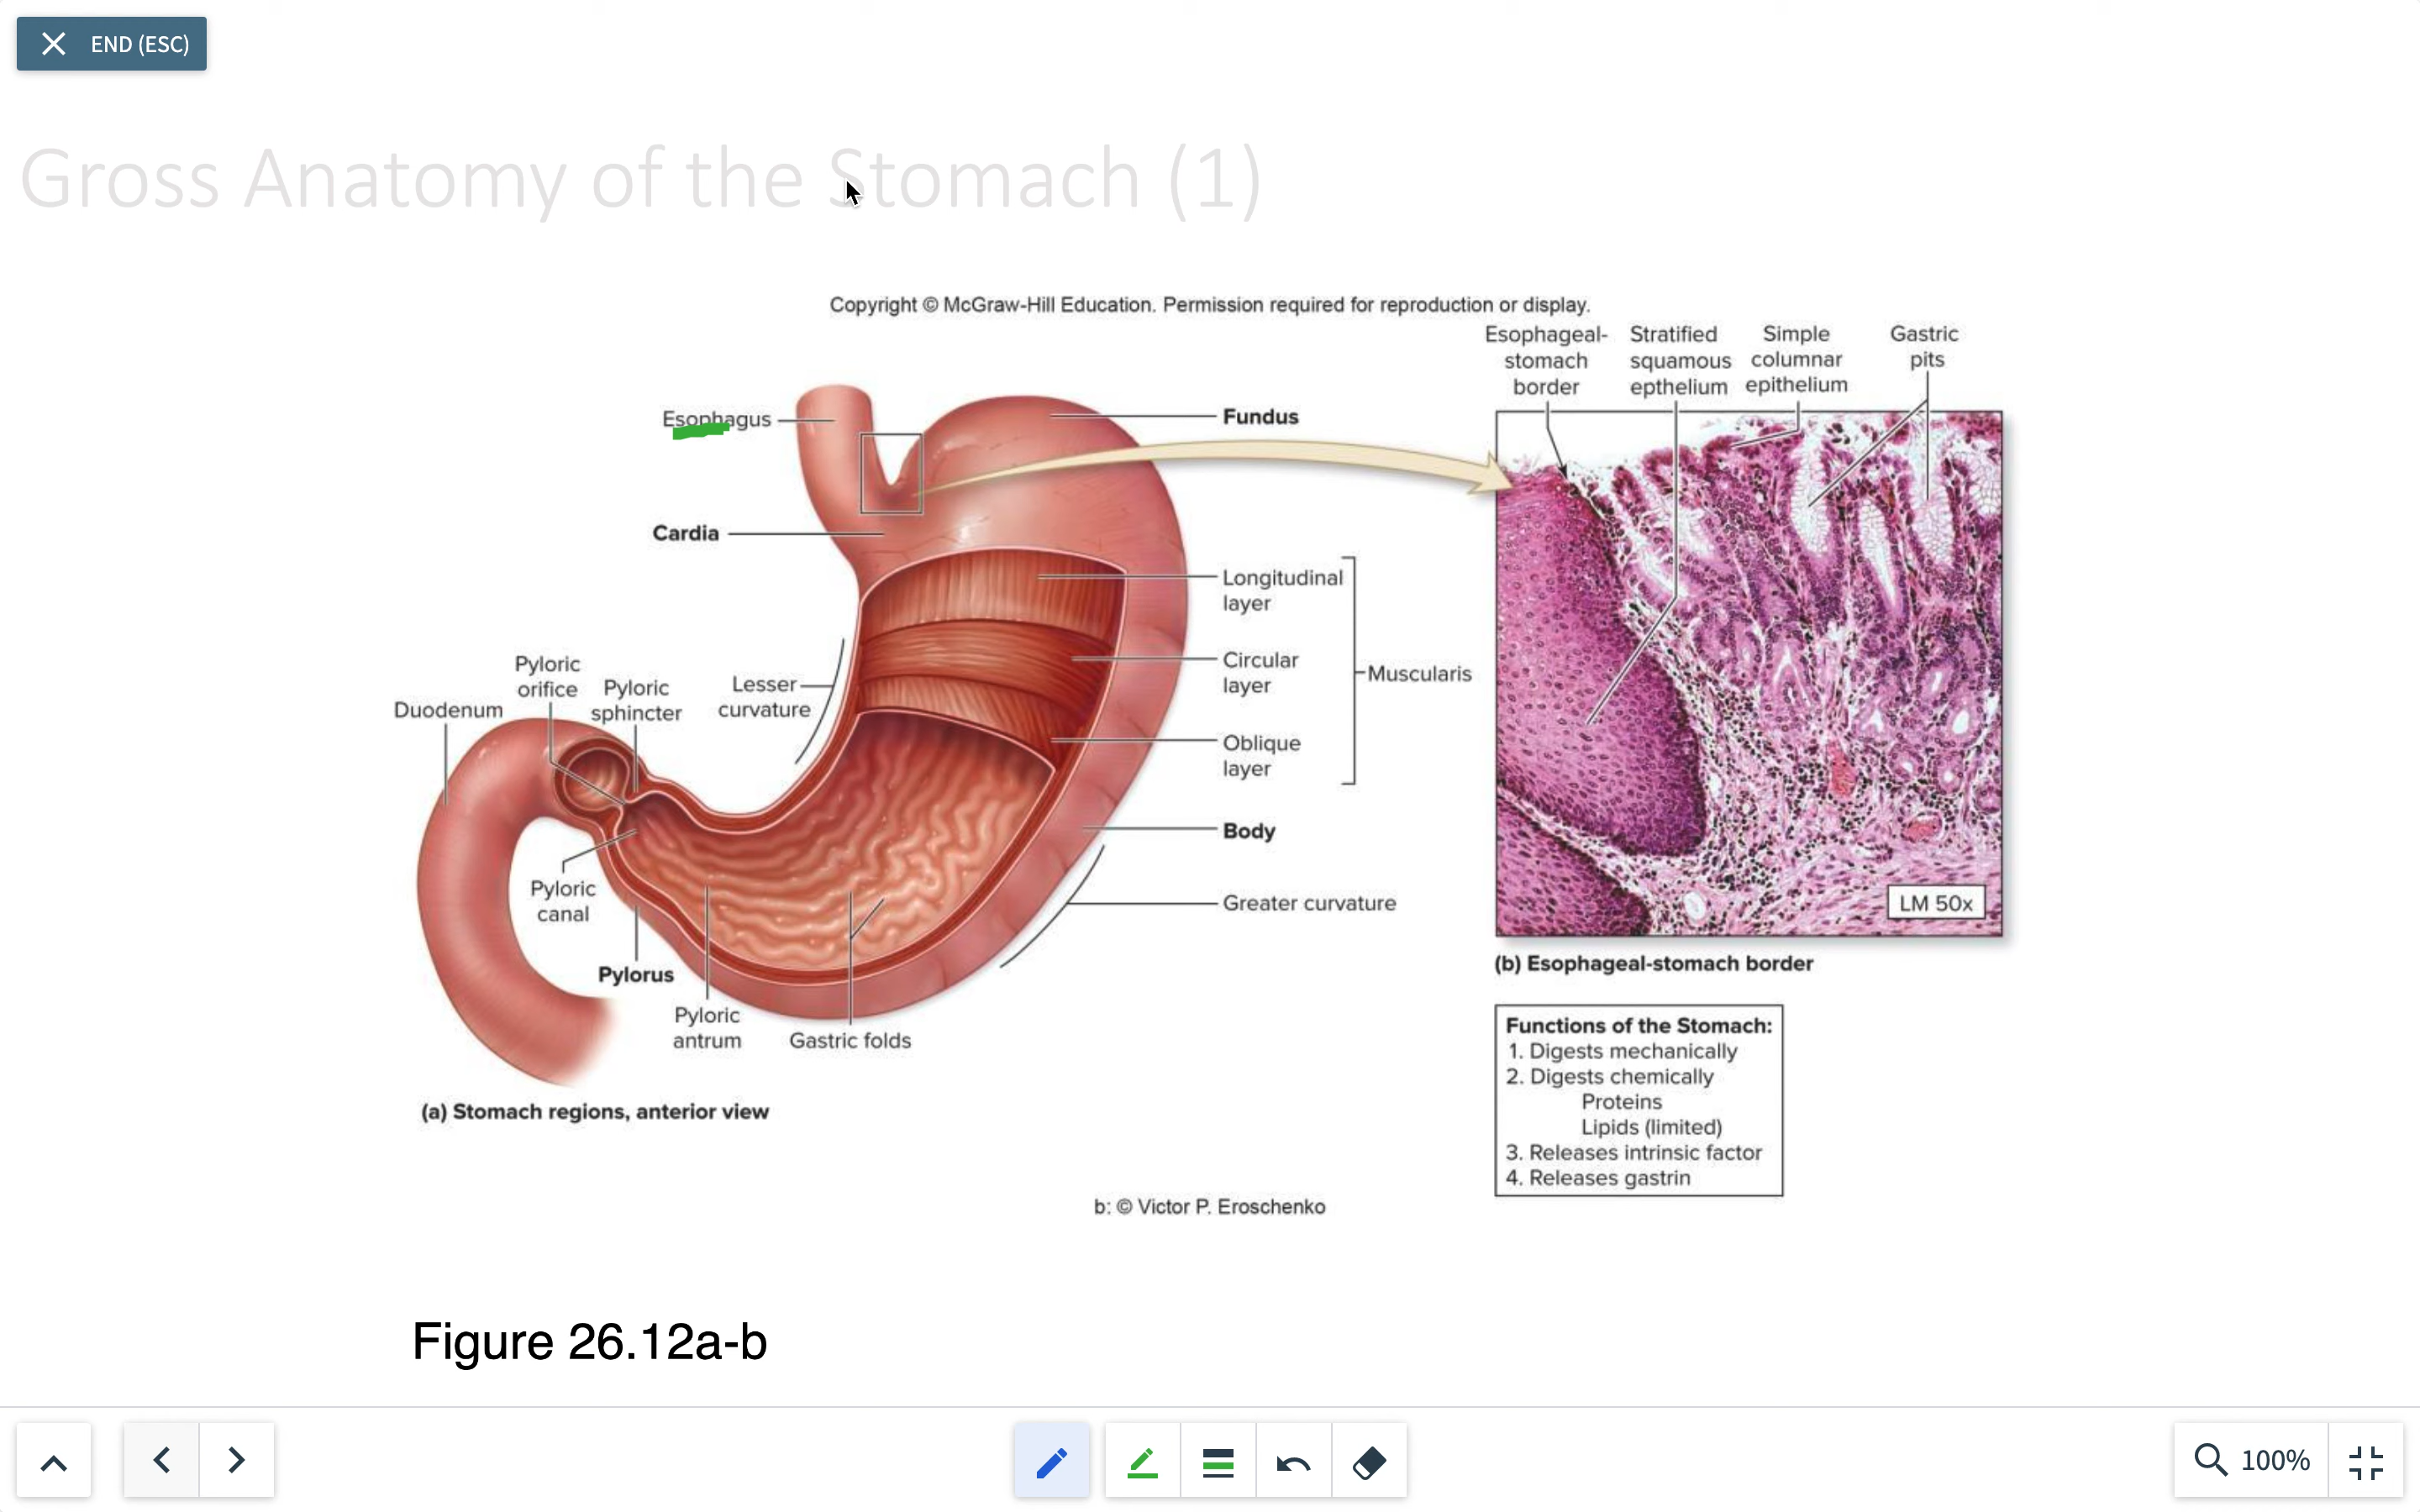 END (ESC)
Gross Anatomy of the Stomach (1)
Copyright © McGraw-Hill Education. Permission required for reproduction or display.
Esophagus
Cardia
Fundus
Longitudinal
layer
Circular
layer
Oblique
layer
Muscularis
Body
Greater curvature
Lesser
curvature
Pyloric
orifice
Pyloric
sphincter
Duodenum
Pyloric
canal
Pylorus
Pyloric
antrum
Gastric folds
(a) Stomach regions, anterior view
Esophageal-
stomach
border
Stratified
squamous
epthelium
Simple
columnar
epithelium
Gastric
pits
LM 50x
(b) Esophageal-stomach border
Functions of the Stomach:
1. Digests mechanically
2. Digests chemically
Proteins
Lipids (limited)
3. Releases intrinsic factor
4. Releases gastrin
b: © Victor P. Eroschenko
Figure 26.12a-b
100%